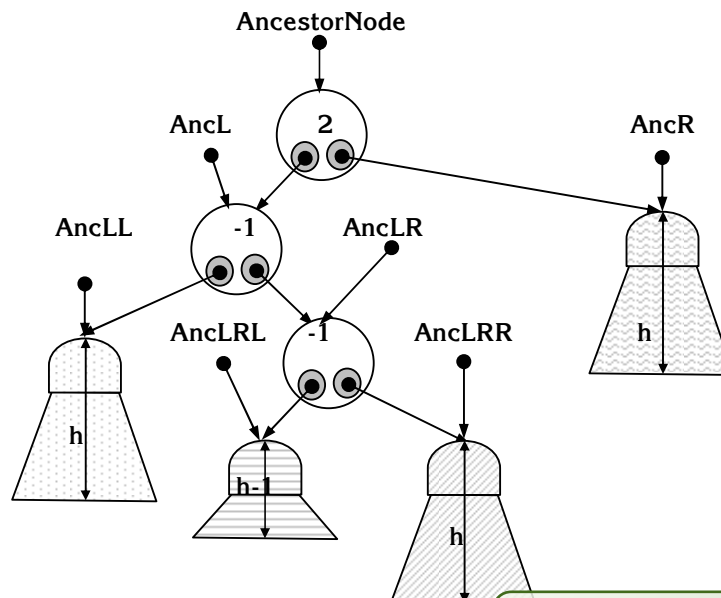 AncestorNode
2
AncL
AncR
-1
AncLL
AncLR
-1
AncLRL
AncLRR
h
h
h-1
h